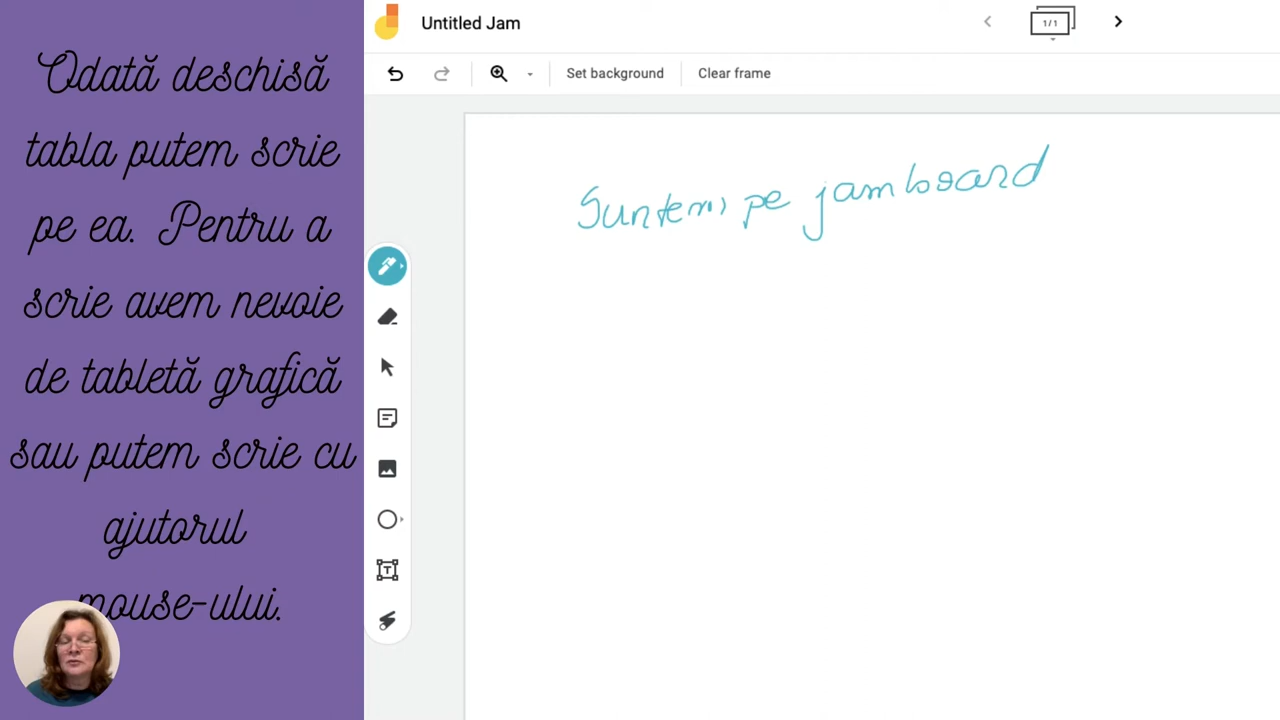 Odată deschisă
tabla putem scrie
pe ea. Pentru a
scrie avem nevoie
de tabletă grafică
sau putem scrie cu
ajutorul
mouse-ului.
Untitled Jam
1/1
Set background
Clear frame
Suntem pe jamboard
T